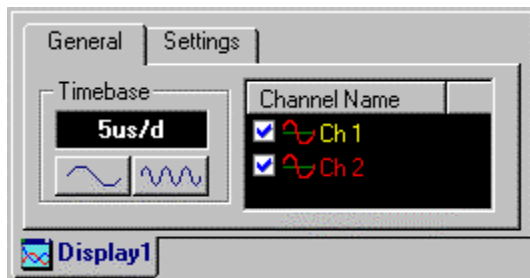 General Settings
Timebase
5us/d
Channel Name
Ch 1
Ch 2
Display1